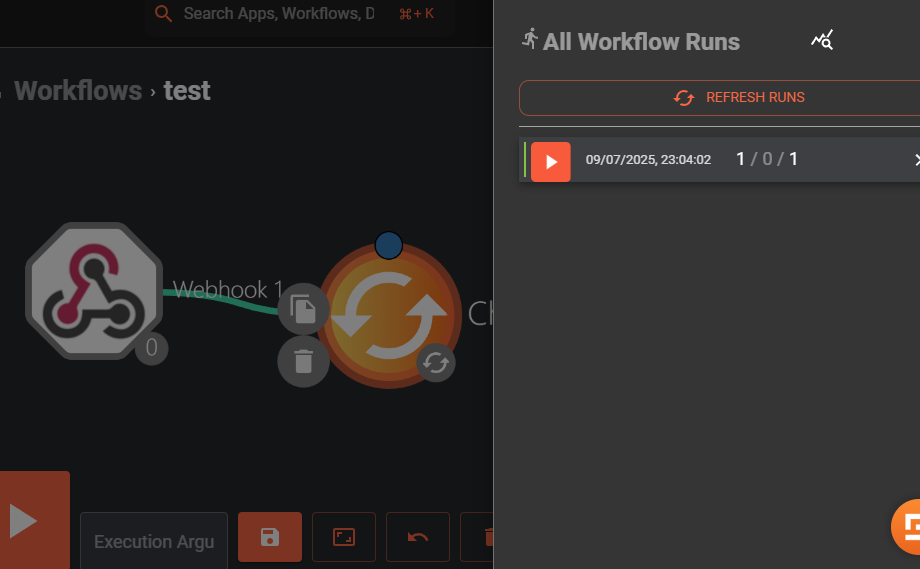 Search Apps, Workflows, D
⌘+ K
Workflows › test
Webhook 1
0
Ch
Execution Argu
All Workflow Runs
REFRESH RUNS
09/07/2025, 23:04:02
1 / 0 / 1